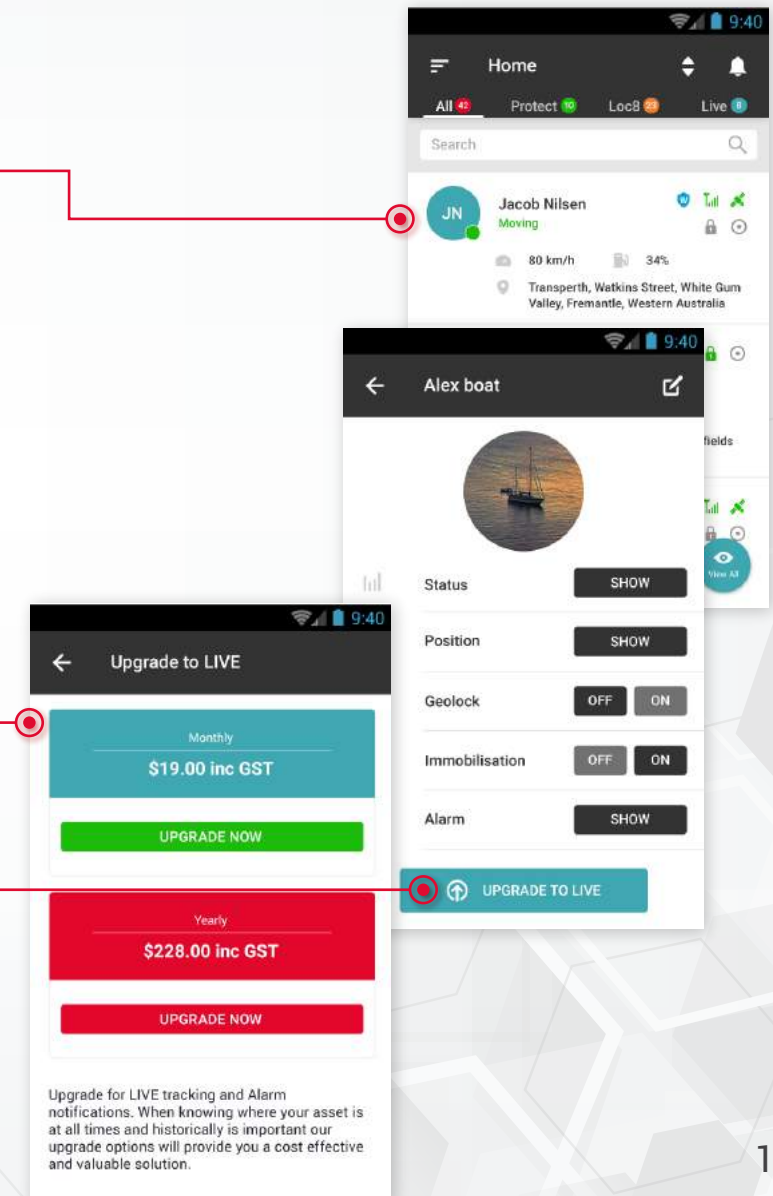 9:40
Home
All 42 Protect 10 Loc8 23 Live 8
Search
JN
Jacob Nilsen
Moving
80 km/h 34%
Transperth, Watkins Street, White Gum
Valley, Fremantle, Western Australia
fields
View All
9:40
Alex boat
Status SHOW
Position SHOW
Geolock OFF ON
Immobilisation OFF ON
Alarm SHOW
UPGRADE TO LIVE
9:40
Upgrade to LIVE
Monthly
$19.00 inc GST
UPGRADE NOW
Yearly
$228.00 inc GST
UPGRADE NOW
Upgrade for LIVE tracking and Alarm
notifications. When knowing where your asset is
at all times and historically is important our
upgrade options will provide you a cost effective
and valuable solution.
1